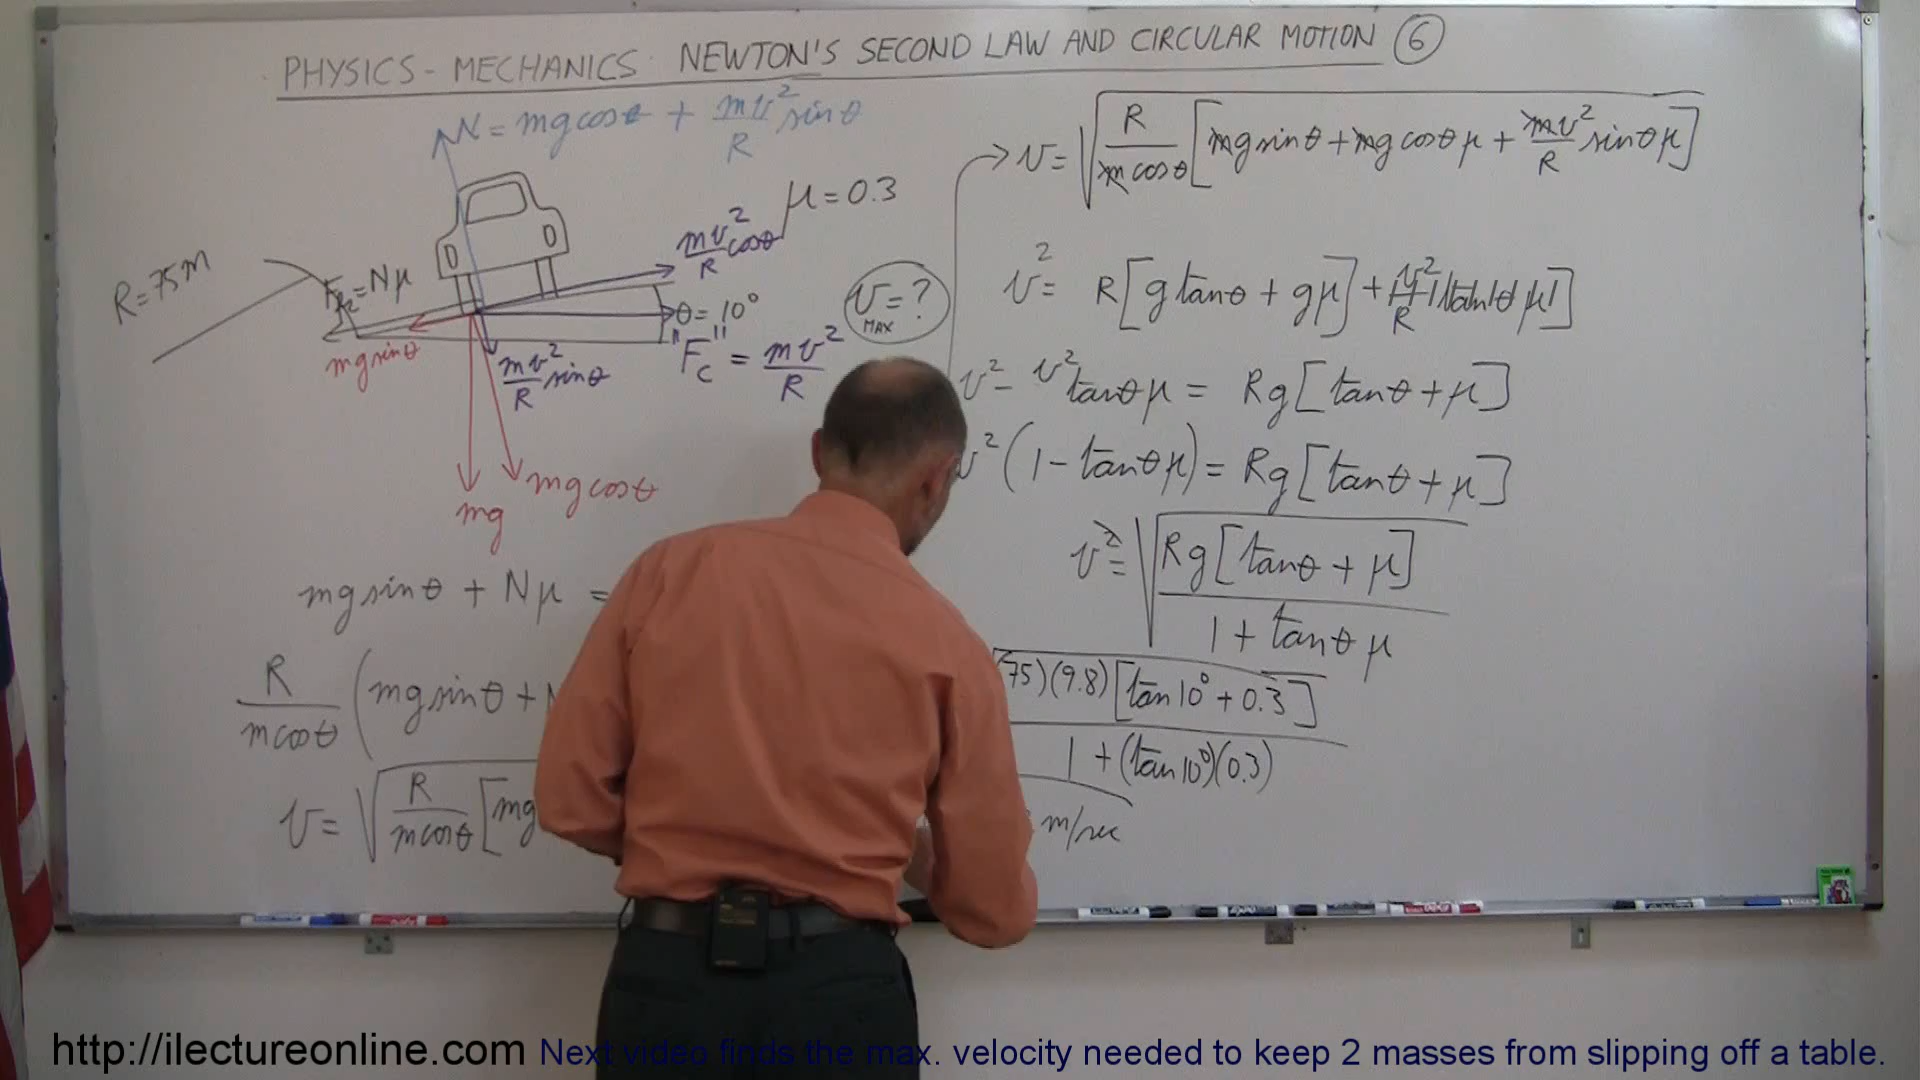 PHYSICS - MECHANICS NEWTON'S SECOND LAW AND CIRCULAR MOTION 6
N = mg cosθ + mv²/R sinθ
μ = 0.3
R = 75 m
F = Nμ
mv²/R cosθ
θ = 10°
V MAX = ?
mg sinθ
mv²/R sinθ
"Fc" = mv²/R
mg cosθ
mg
mg sinθ + Nμ =
R/m cosθ (mg sinθ +
v = √ R/m cosθ [mg
v = √ R/m cosθ [mg sinθ + mg cosθ μ + mv²/R sinθ μ]
v² = R[g tanθ + gμ] + v²/R tanθ μ]
v² - v² tanθ μ = Rg [tanθ + μ]
v² (1 - tanθ μ) = Rg [tanθ + μ]
v² = √ Rg [tanθ + μ] / 1 + tanθ μ
75)(9.8) [tan 10° + 0.3] / 1 + (tan 10°)(0.3)
m/sec
http://ilectureonline.com Next video finds the max. velocity needed to keep 2 masses from slipping off a table.